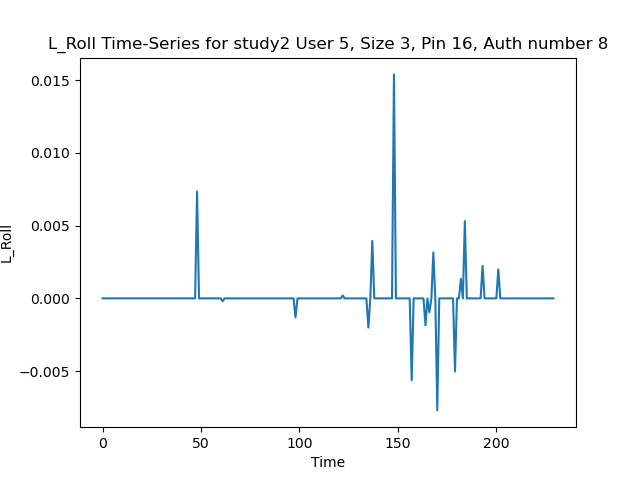 L_Roll Time-Series for study2 User 5, Size 3, Pin 16, Auth number 8
0.015
0.010
0.005
0.000
−0.005
L_Roll
0 50 100 150 200
Time